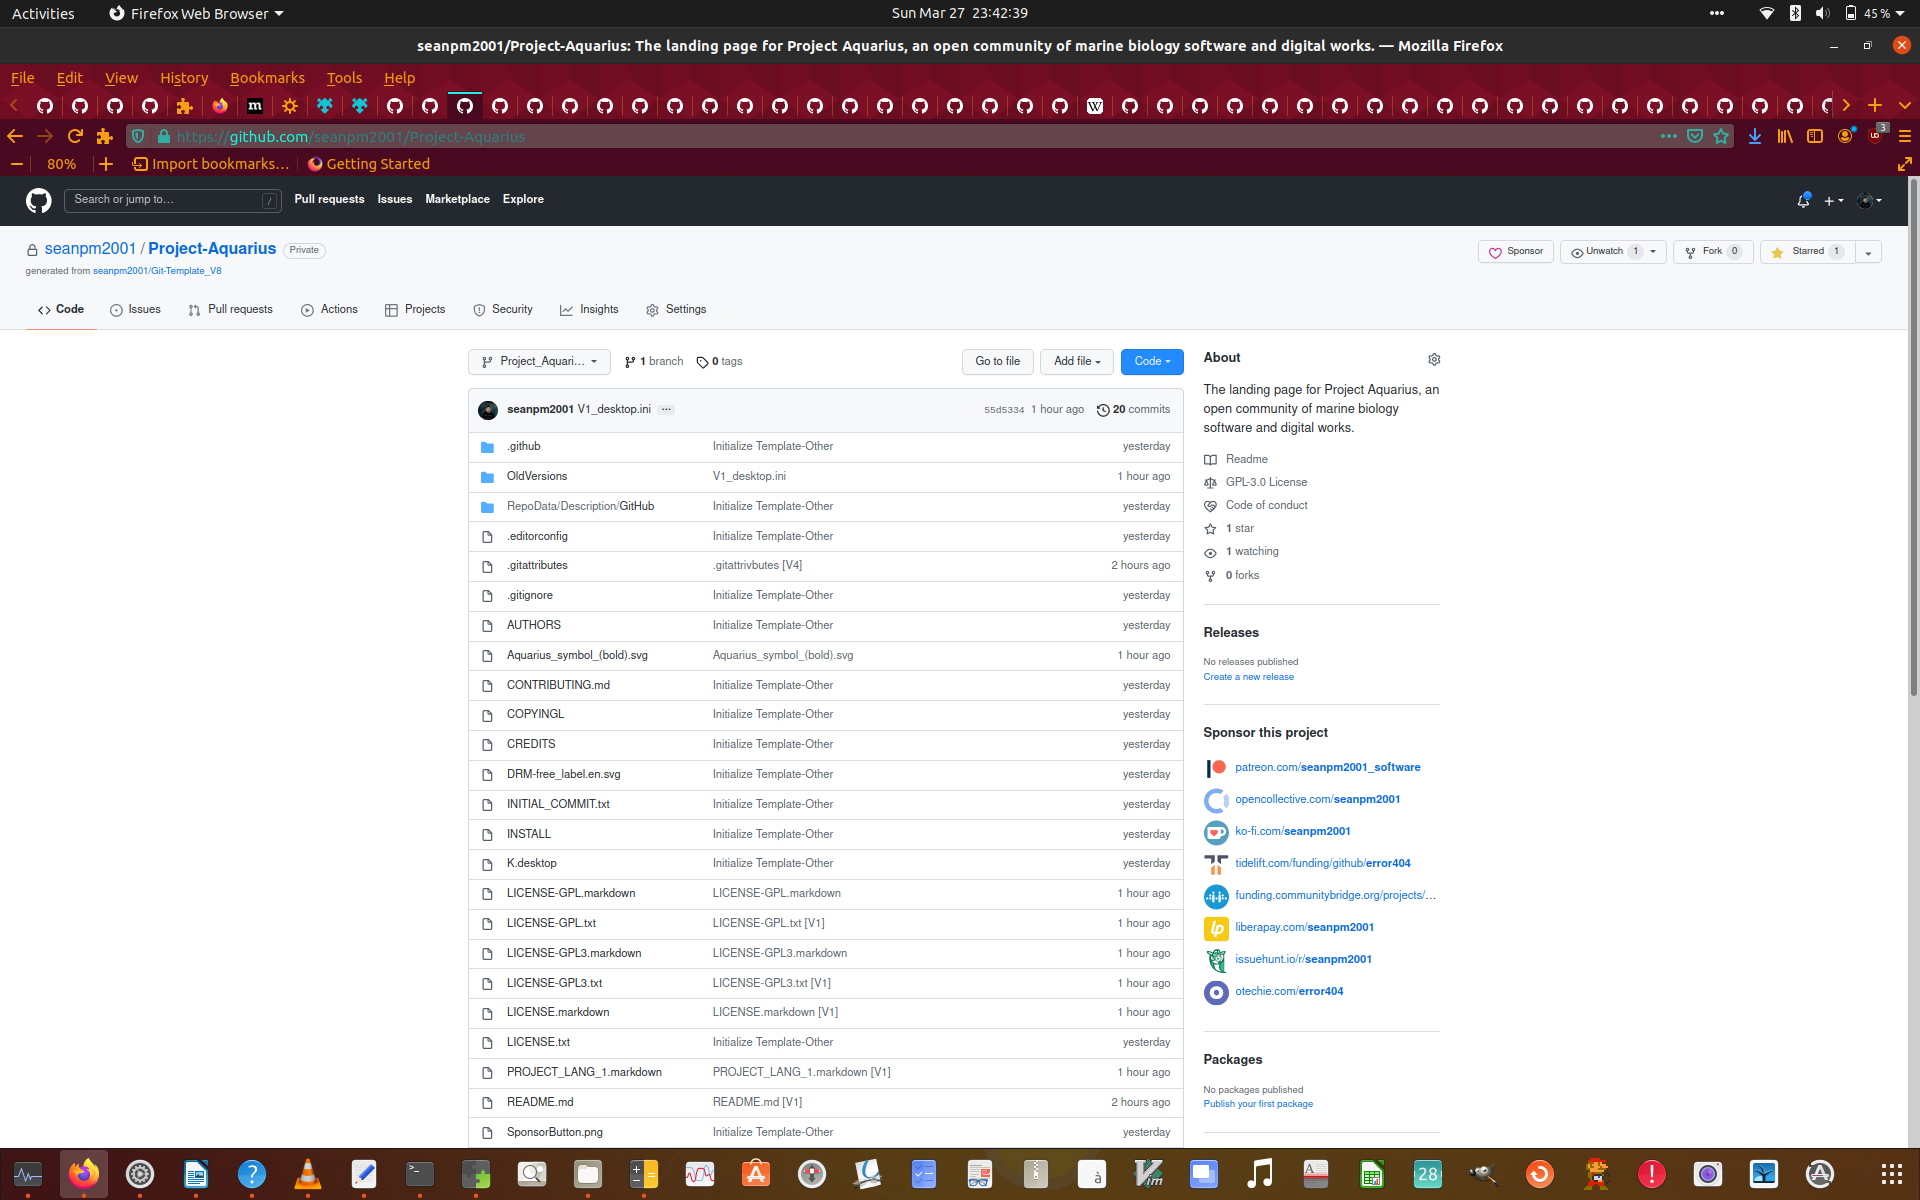 Activities Firefox Web Browser Sun Mar 27 23:42:39 45 %
seanpm2001/Project-Aquarius: The landing page for Project Aquarius, an open community of marine biology software and digital works. — Mozilla Firefox
File Edit View History Bookmarks Tools Help
https://github.com/seanpm2001/Project-Aquarius 3
80% Import bookmarks... Getting Started
Search or jump to... / Pull requests Issues Marketplace Explore
seanpm2001 / Project-Aquarius Private Sponsor Unwatch 1 Fork 0 Starred 1
generated from seanpm2001/Git-Template_V8
Code Issues Pull requests Actions Projects Security Insights Settings
Project_Aquari... 1 branch 0 tags Go to file Add file Code
seanpm2001 V1_desktop.ini ... 55d5334 1 hour ago 20 commits
.github Initialize Template-Other yesterday
OldVersions V1_desktop.ini 1 hour ago
RepoData/Description/GitHub Initialize Template-Other yesterday
.editorconfig Initialize Template-Other yesterday
.gitattributes .gitattrivbutes [V4] 2 hours ago
.gitignore Initialize Template-Other yesterday
AUTHORS Initialize Template-Other yesterday
Aquarius_symbol_(bold).svg Aquarius_symbol_(bold).svg 1 hour ago
CONTRIBUTING.md Initialize Template-Other yesterday
COPYINGL Initialize Template-Other yesterday
CREDITS Initialize Template-Other yesterday
DRM-free_label.en.svg Initialize Template-Other yesterday
INITIAL_COMMIT.txt Initialize Template-Other yesterday
INSTALL Initialize Template-Other yesterday
K.desktop Initialize Template-Other yesterday
LICENSE-GPL.markdown LICENSE-GPL.markdown 1 hour ago
LICENSE-GPL.txt LICENSE-GPL.txt [V1] 1 hour ago
LICENSE-GPL3.markdown LICENSE-GPL3.markdown 1 hour ago
LICENSE-GPL3.txt LICENSE-GPL3.txt [V1] 1 hour ago
LICENSE.markdown LICENSE.markdown [V1] 1 hour ago
LICENSE.txt Initialize Template-Other yesterday
PROJECT_LANG_1.markdown PROJECT_LANG_1.markdown [V1] 1 hour ago
README.md README.md [V1] 2 hours ago
SponsorButton.png Initialize Template-Other yesterday
About
The landing page for Project Aquarius, an
open community of marine biology
software and digital works.
Readme
GPL-3.0 License
Code of conduct
1 star
1 watching
0 forks
Releases
No releases published
Create a new release
Sponsor this project
patreon.com/seanpm2001_software
opencollective.com/seanpm2001
ko-fi.com/seanpm2001
tidelift.com/funding/github/error404
funding.communitybridge.org/projects/...
liberapay.com/seanpm2001
issuehunt.io/r/seanpm2001
otechie.com/error404
Packages
No packages published
Publish your first package
28